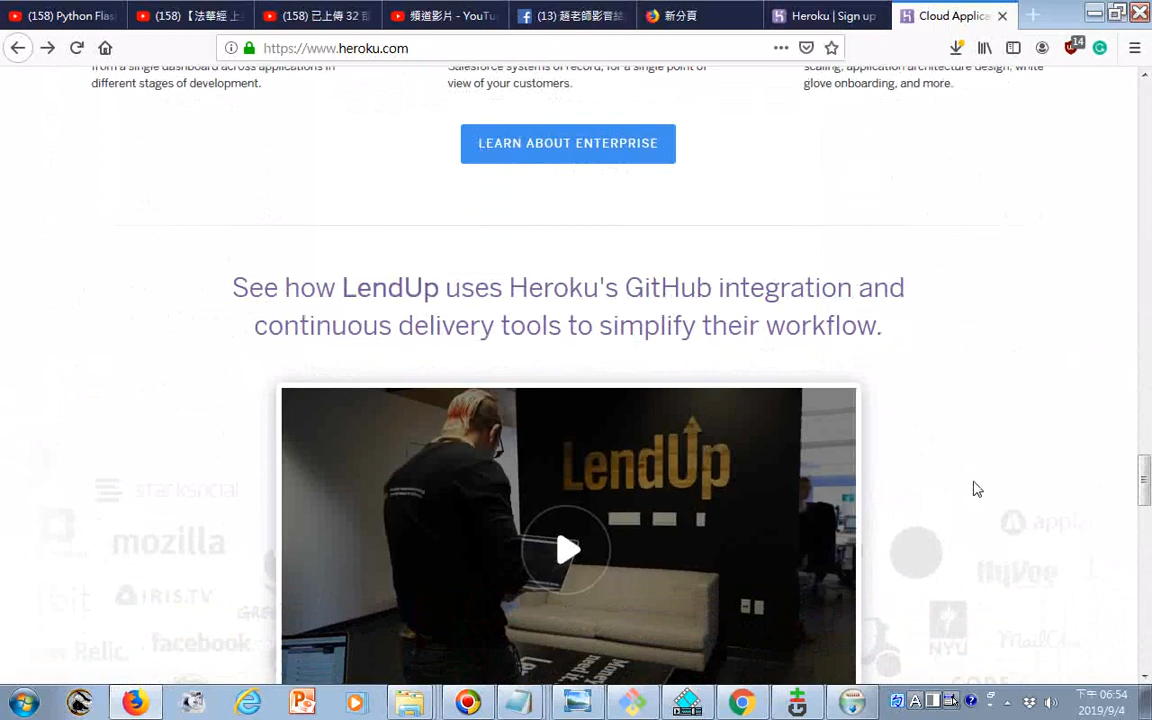 (158) Python Flas
(158)【法華經 上
(158) 已上傳 32 部
頻道影片 - YouTu
(13) 趙老師影音結
新分頁
Heroku | Sign up
Cloud Applica
https://www.heroku.com
14
from a single dashboard across applications in
different stages of development.
Salesforce systems of record, for a single point of
view of your customers.
scaling, application architecture design, white
glove onboarding, and more.
LEARN ABOUT ENTERPRISE
See how LendUp uses Heroku's GitHub integration and
continuous delivery tools to simplify their workflow.
LendUp
stacksocial
mozilla
IRIS.TV
facebook
Relic.
NYU
下午 06:54
2019/9/4